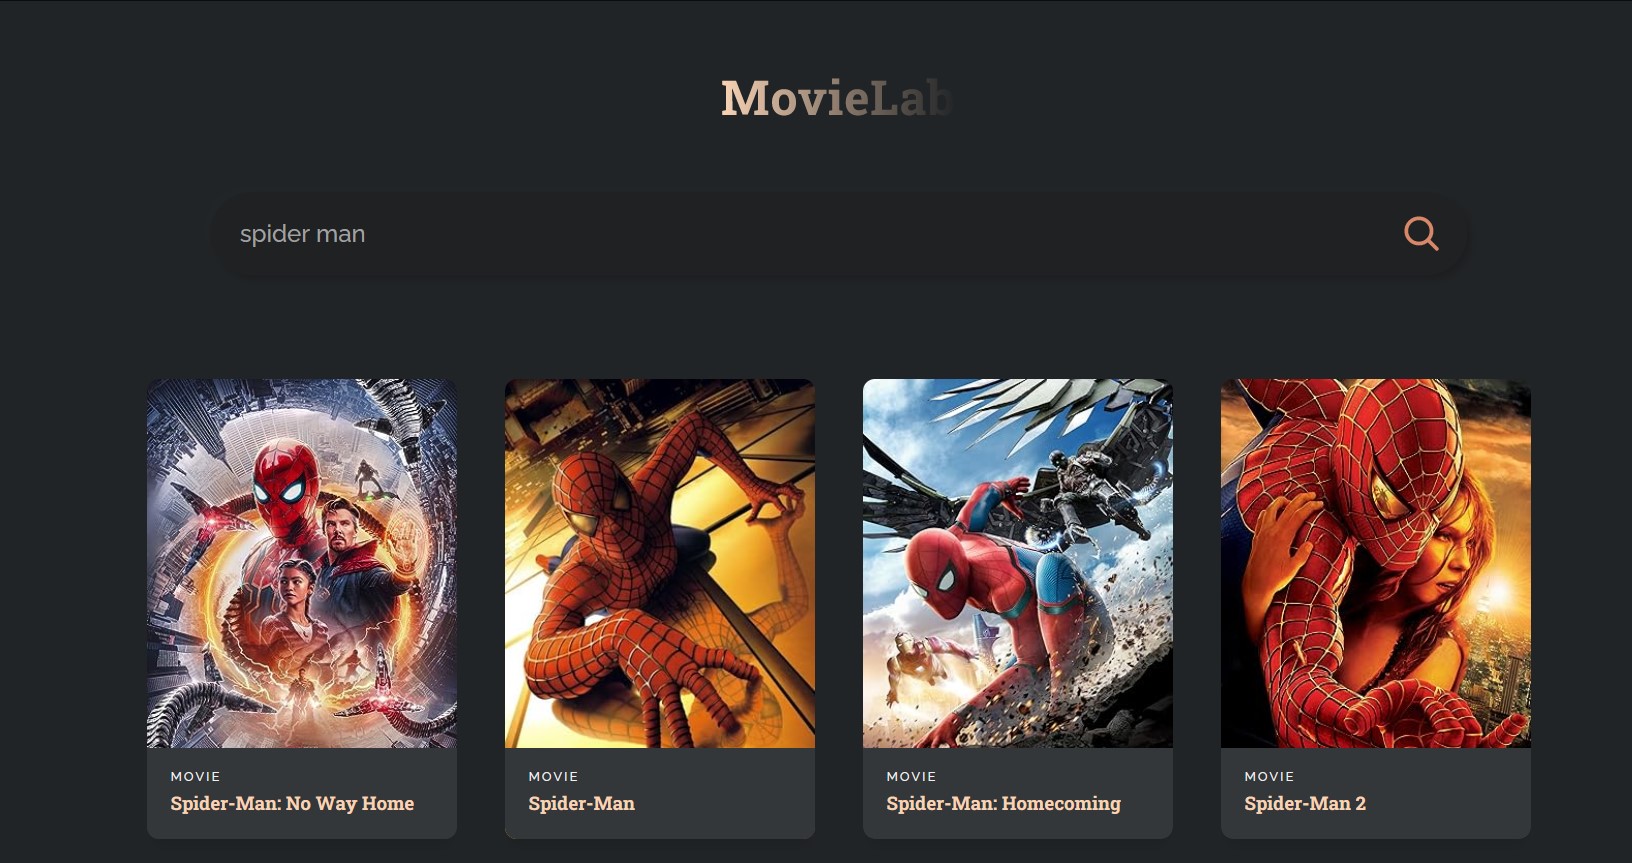 MovieLab
spider man
MOVIE
Spider-Man: No Way Home
MOVIE
Spider-Man
MOVIE
Spider-Man: Homecoming
MOVIE
Spider-Man 2